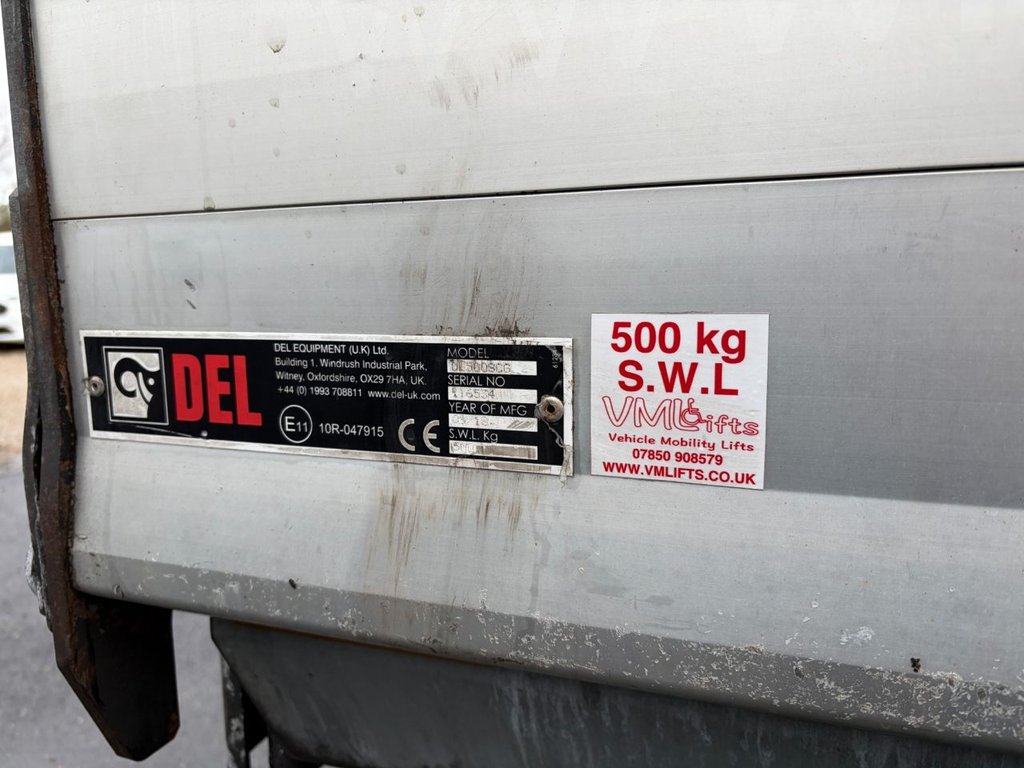 DEL
DEL EQUIPMENT (U.K) Ltd.
Building 1, Windrush Industrial Park,
Witney, Oxfordshire, OX29 7HA, UK.
+44 (0) 1993 708811 www.del-uk.com
E11 10R-047915 CE
MODEL
SERIAL NO
116534
YEAR OF MFG
S.W.L. Kg
500 kg
S.W.L
VMLifts
Vehicle Mobility Lifts
07850 908579
WWW.VMLIFTS.CO.UK